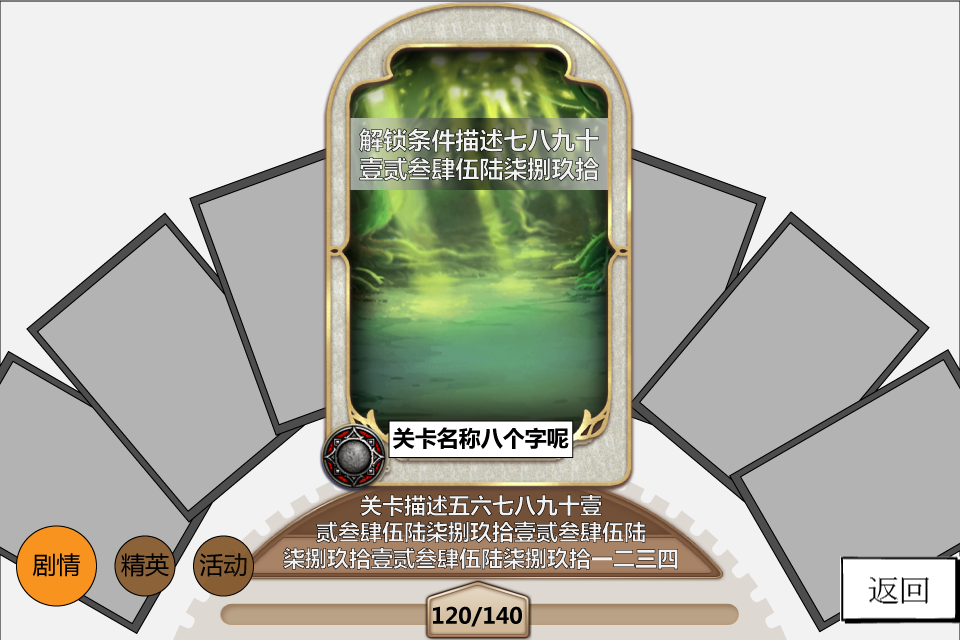 解锁条件描述七八九十
壹贰叁肆伍陆柒捌玖拾
关卡名称八个字呢
关卡描述五六七八九十壹
贰叁肆伍陆柒捌玖拾壹贰叁肆伍陆
柒捌玖拾壹贰叁肆伍陆柒捌玖拾一二三四
剧情
精英
活动
返回
120/140